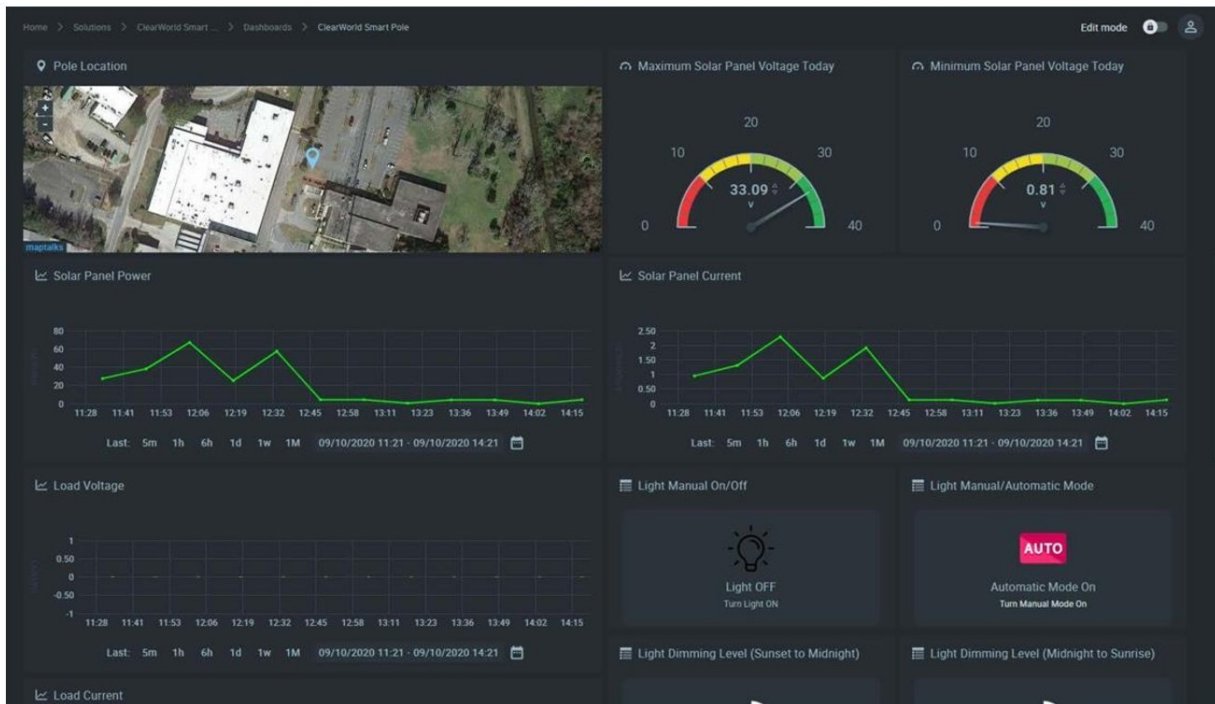 Home > Solutions > ClearWorld Smart ... > Dashboards > ClearWorld Smart Pole
Edit mode
Pole Location
+
-
maptalks
Maximum Solar Panel Voltage Today
20
10 30
33.09
V
0 40
Minimum Solar Panel Voltage Today
20
10 30
0.81
V
0 40
Solar Panel Power
80
60
40
20
0
11:28 11:41 11:53 12:06 12:19 12:32 12:45 12:58 13:11 13:23 13:36 13:49 14:02 14:15
Last: 5m 1h 6h 1d 1w 1M 09/10/2020 11:21 - 09/10/2020 14:21
Solar Panel Current
2.50
2
1.50
1
0.50
0
11:28 11:41 11:53 12:06 12:19 12:32 12:45 12:58 13:11 13:23 13:36 13:49 14:02 14:15
Last: 5m 1h 6h 1d 1w 1M 09/10/2020 11:21 - 09/10/2020 14:21
Load Voltage
1
0.50
0
-0.50
-1
11:28 11:41 11:53 12:06 12:19 12:32 12:45 12:58 13:11 13:23 13:36 13:49 14:02 14:15
Last: 5m 1h 6h 1d 1w 1M 09/10/2020 11:21 - 09/10/2020 14:21
Light Manual On/Off
Light OFF
Turn Light ON
Light Manual/Automatic Mode
AUTO
Automatic Mode On
Turn Manual Mode On
Load Current
Light Dimming Level (Sunset to Midnight)
Light Dimming Level (Midnight to Sunrise)